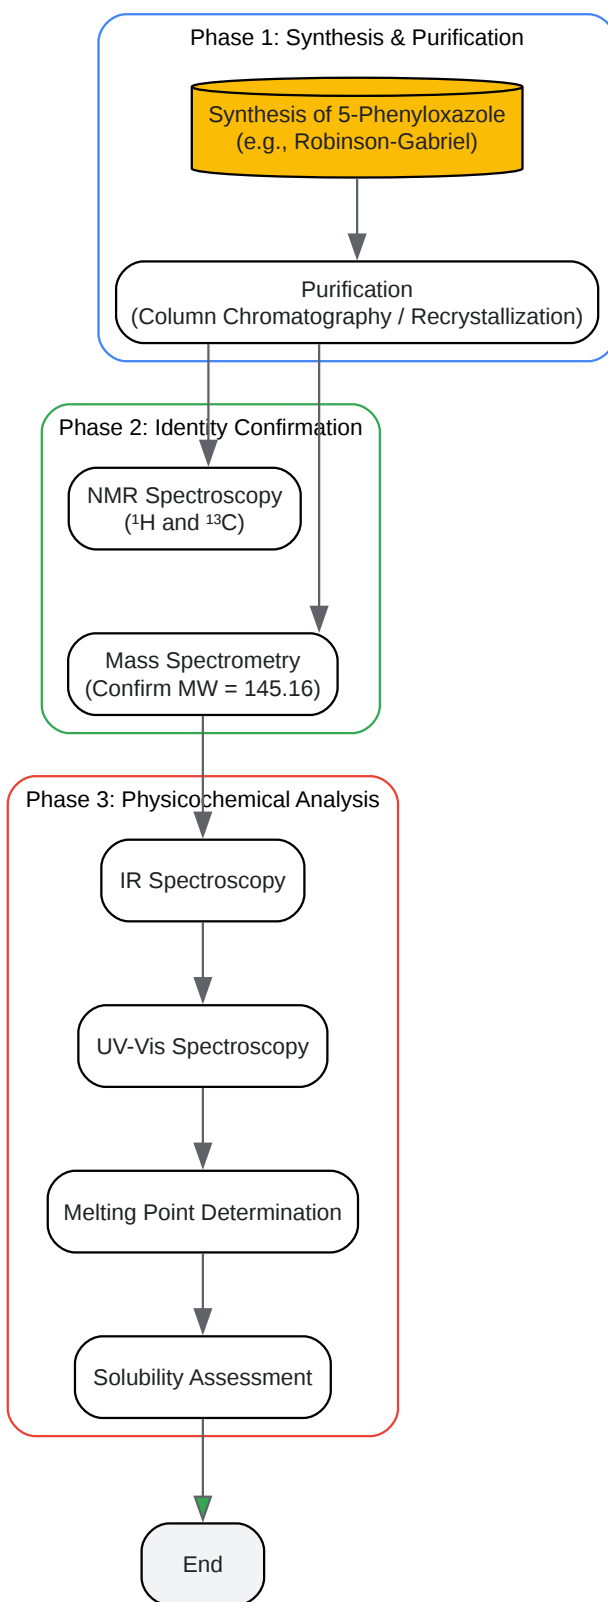 Phase 1: Synthesis & Purification
Synthesis of 5-Phenyloxazole
(e.g., Robinson-Gabriel)
Purification
(Column Chromatography / Recrystallization)
Phase 2: Identity Confirmation
NMR Spectroscopy
(¹H and ¹³C)
Mass Spectrometry
(Confirm MW = 145.16)
Phase 3: Physicochemical Analysis
IR Spectroscopy
UV-Vis Spectroscopy
Melting Point Determination
Solubility Assessment
End